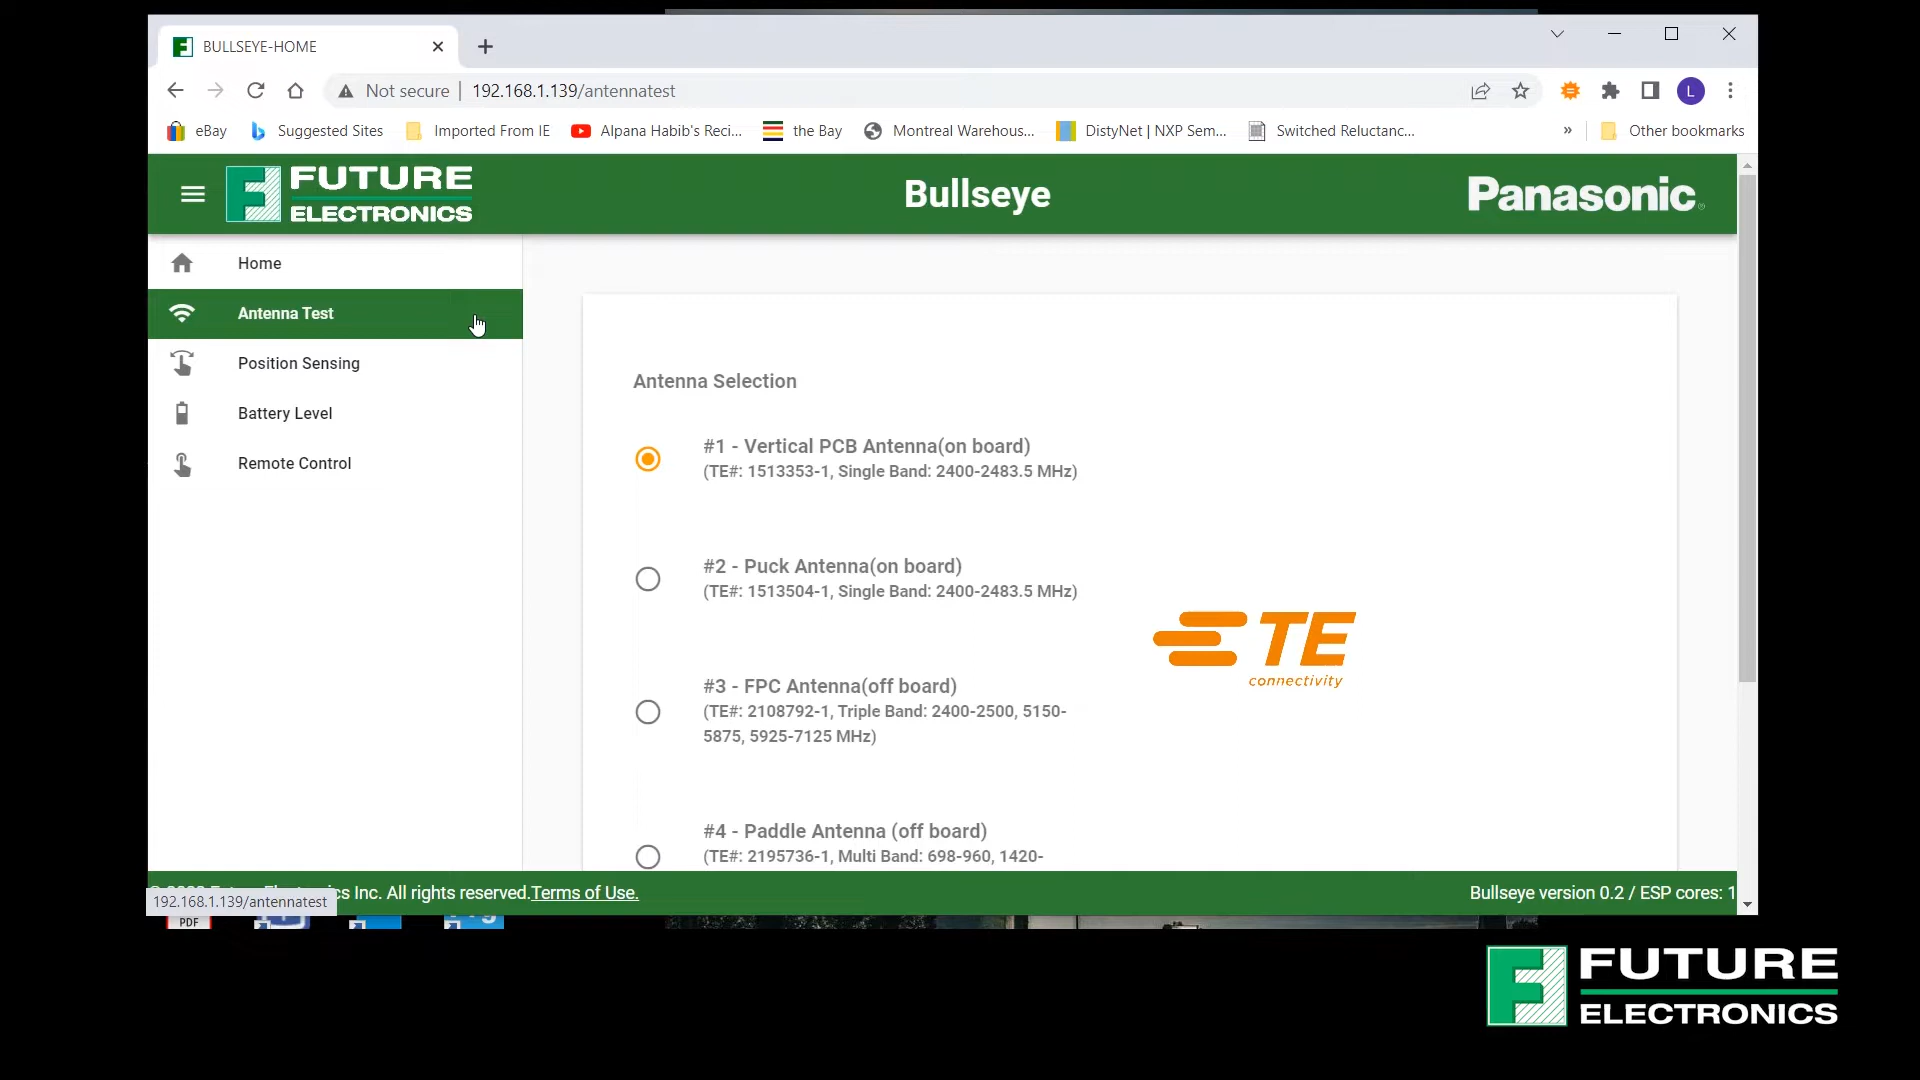 BULLSEYE-HOME
Not secure
192.168.1.139/antennatest
L
eBay
Suggested Sites
Imported From IE
Alpana Habib's Reci...
the Bay
Montreal Warehous...
DistyNet | NXP Sem...
Switched Reluctanc...
»
Other bookmarks
FUTURE
ELECTRONICS
Bullseye
Panasonic
Home
Antenna Test
Position Sensing
Battery Level
Remote Control
Antenna Selection
#1 - Vertical PCB Antenna(on board)
(TE#: 1513353-1, Single Band: 2400-2483.5 MHz)
#2 - Puck Antenna(on board)
(TE#: 1513504-1, Single Band: 2400-2483.5 MHz)
#3 - FPC Antenna(off board)
(TE#: 2108792-1, Triple Band: 2400-2500, 5150-
5875, 5925-7125 MHz)
#4 - Paddle Antenna (off board)
(TE#: 2195736-1, Multi Band: 698-960, 1420-
TE
connectivity
Inc. All rights reserved.Terms of Use.
Bullseye version 0.2 / ESP cores: 1
192.168.1.139/antennatest
PDF
FUTURE
ELECTRONICS